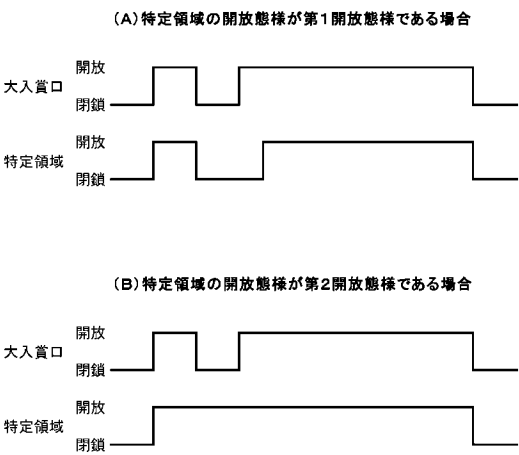 （A）特定領域の開放態様が第1開放態様である場合
開放
大入賞口
閉鎖
開放
特定領域
閉鎖
（B）特定領域の開放態様が第2開放態様である場合
開放
大入賞口
閉鎖
開放
特定領域
閉鎖